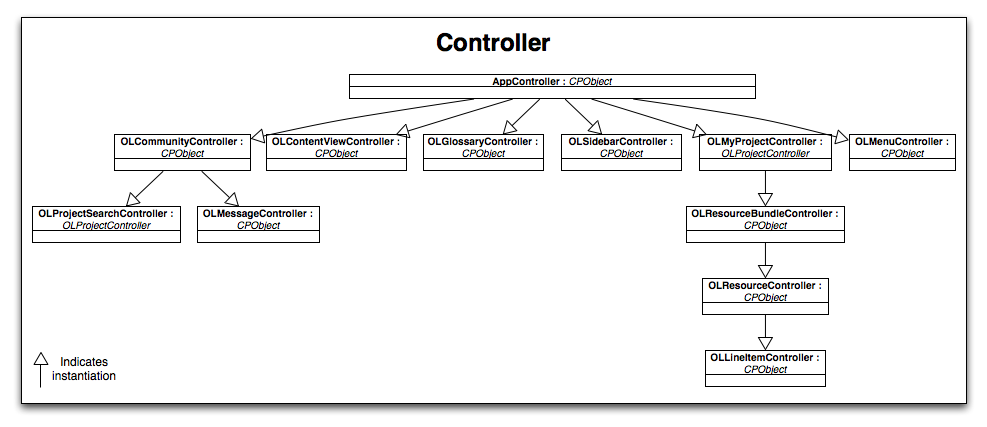 Controller
AppController : CPObject
OLCommunityController :
CPObject
OLContentViewController :
CPObject
OLGlossaryController :
CPObject
OLSidebarController :
CPObject
OLMyProjectController :
OLProjectController
OLMenuController :
CPObject
OLProjectSearchController :
OLProjectController
OLMessageController :
CPObject
OLResourceBundleController :
CPObject
OLResourceController :
CPObject
OLLineItemController :
CPObject
Indicates
instantiation